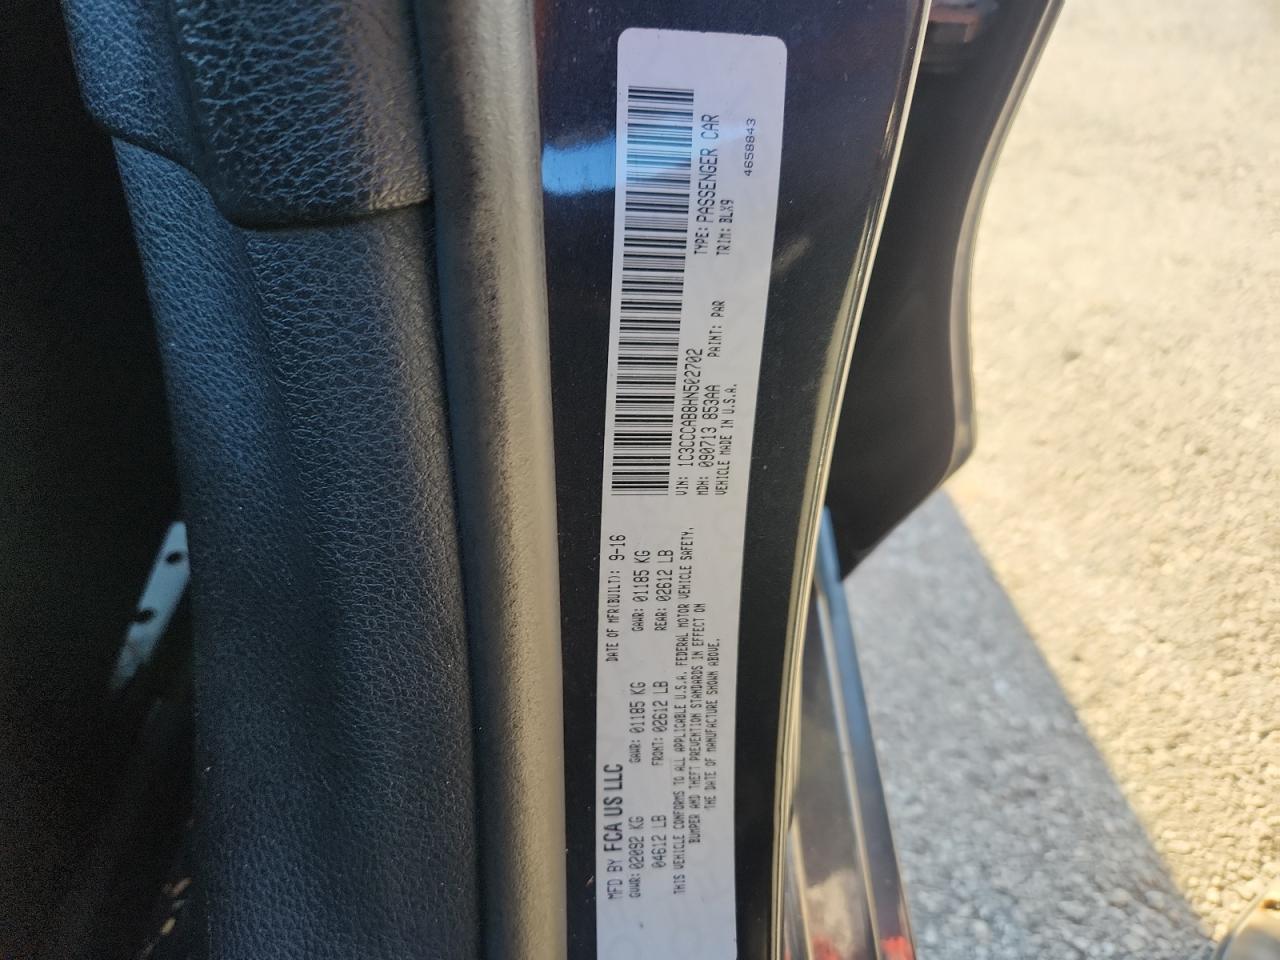 MFD BY FCA US LLC
DATE OF MFR(BUILT): 9-16
GVWR: 02092 KG
GAWR: 01185 KG
GAWR: 01185 KG
04612 LB
FRONT: 02612 LB
REAR: 02612 LB
THIS VEHICLE CONFORMS TO ALL APPLICABLE U.S.A. FEDERAL MOTOR VEHICLE SAFETY,
BUMPER AND THEFT PREVENTION STANDARDS IN EFFECT ON
THE DATE OF MANUFACTURE SHOWN ABOVE.
VIN: 1C3CCCAB8HN502702
TYPE: PASSENGER CAR
MDH: 090713 853AA
PAINT: PAR
TRIM: BLX9
VEHICLE MADE IN U.S.A.
4658843